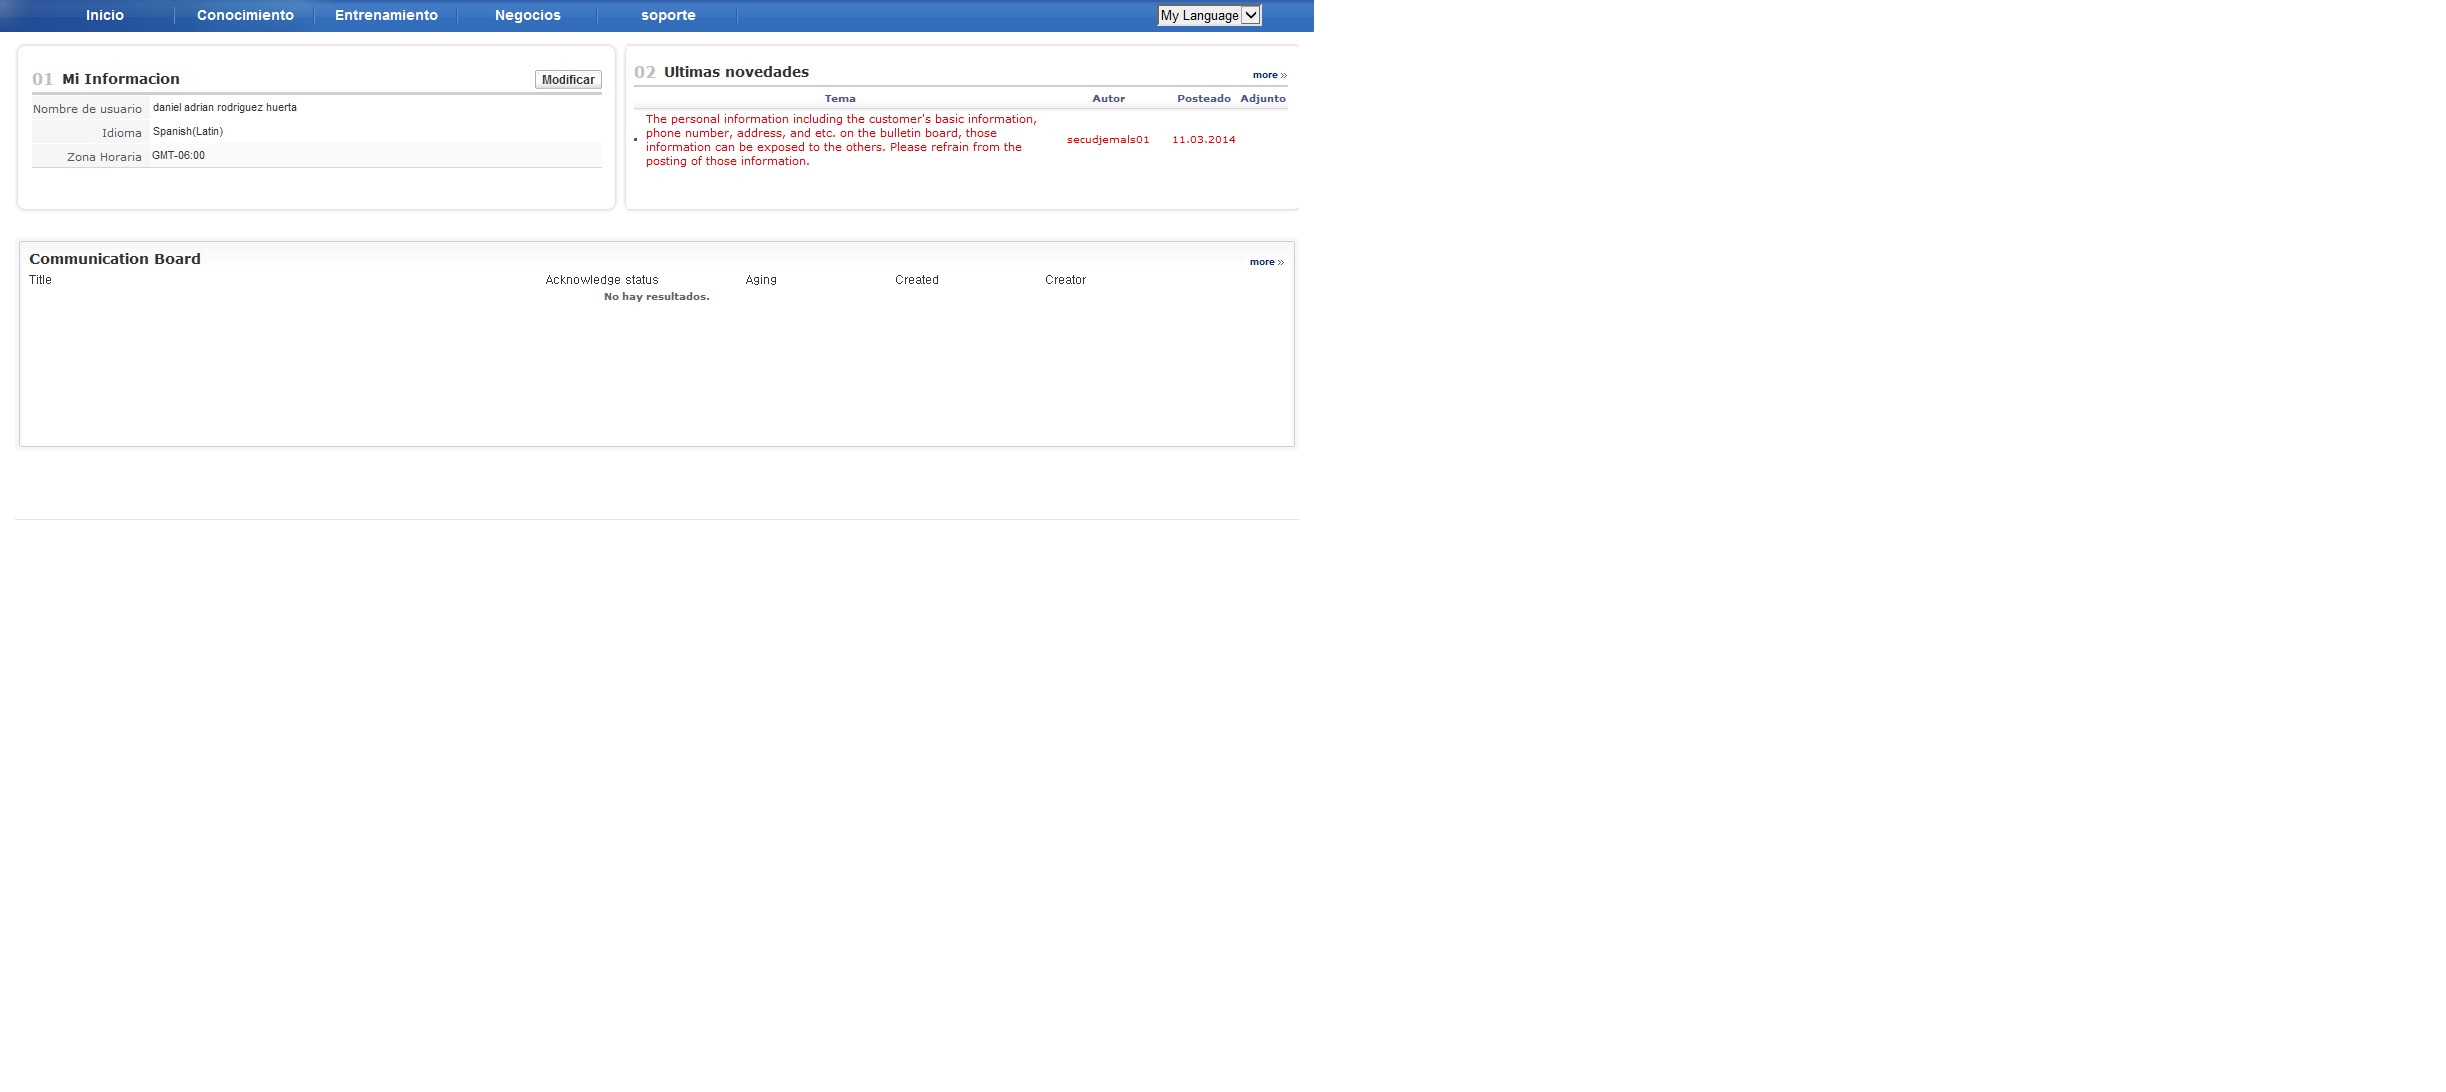 Inicio Conocimiento Entrenamiento Negocios soporte My Language
01 Mi Informacion Modificar
Nombre de usuario daniel adrian rodriguez huerta
Idioma Spanish(Latin)
Zona Horaria GMT-06:00
02 Ultimas novedades more »
Tema Autor Posteado Adjunto
The personal information including the customer's basic information,
phone number, address, and etc. on the bulletin board, those
information can be exposed to the others. Please refrain from the
posting of those information.
secudjemals01 11.03.2014
Communication Board more »
Title Acknowledge status Aging Created Creator
No hay resultados.